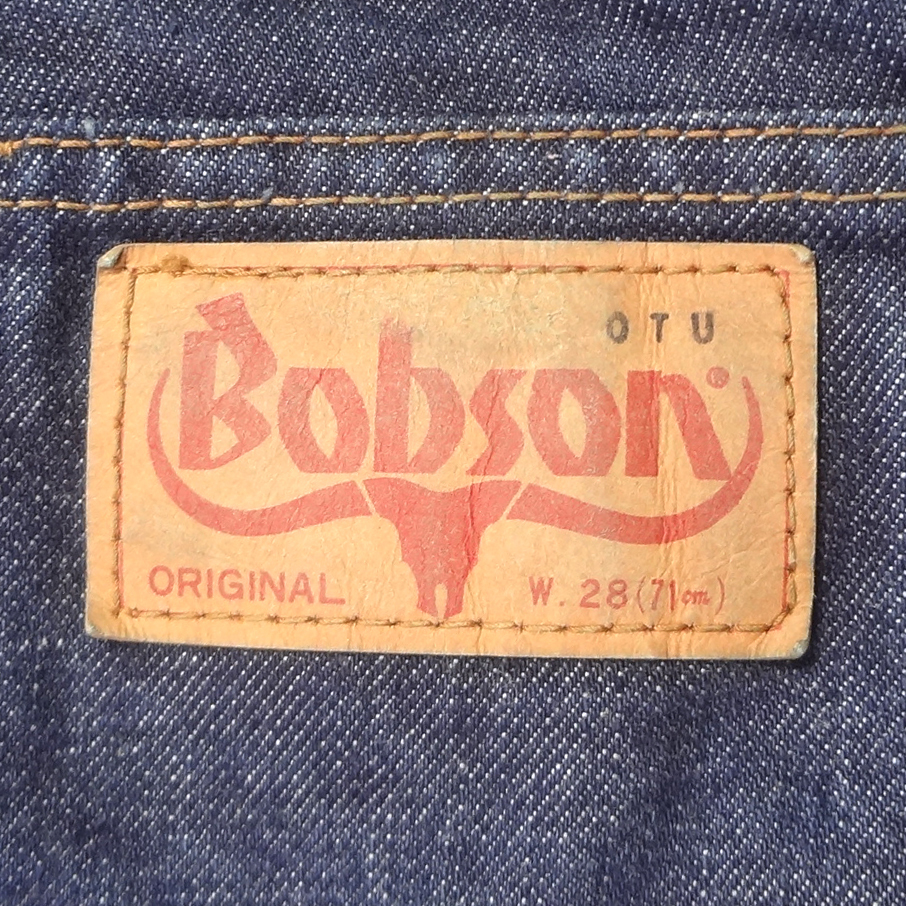 OTU
Bobson®
ORIGINAL
W. 28(71cm)